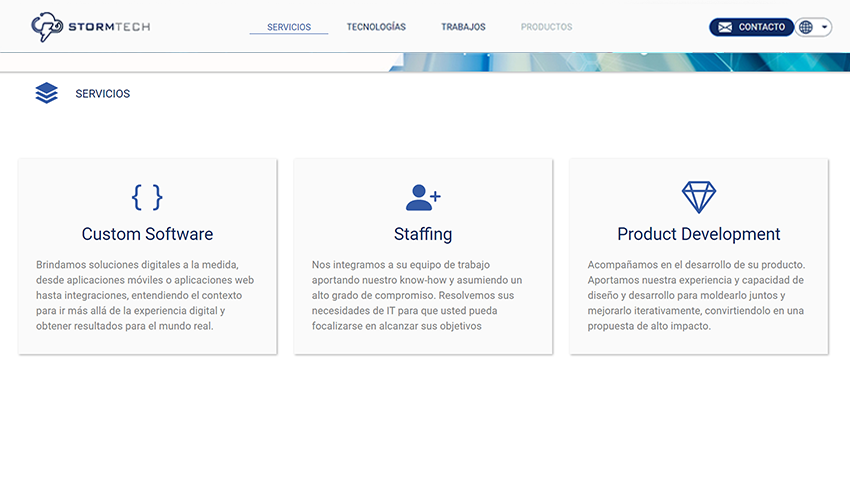 STORMTECH
SERVICIOS
TECNOLOGÍAS
TRABAJOS
PRODUCTOS
CONTACTO
SERVICIOS
Custom Software
Brindamos soluciones digitales a la medida,
desde aplicaciones móviles o aplicaciones web
hasta integraciones, entendiendo el contexto
para ir más allá de la experiencia digital y
obtener resultados para el mundo real.
Staffing
Nos integramos a su equipo de trabajo
aportando nuestro know-how y asumiendo un
alto grado de compromiso. Resolvemos sus
necesidades de IT para que usted pueda
focalizarse en alcanzar sus objetivos
Product Development
Acompañamos en el desarrollo de su producto.
Aportamos nuestra experiencia y capacidad de
diseño y desarrollo para moldearlo juntos y
mejorarlo iterativamente, convirtiendolo en una
propuesta de alto impacto.